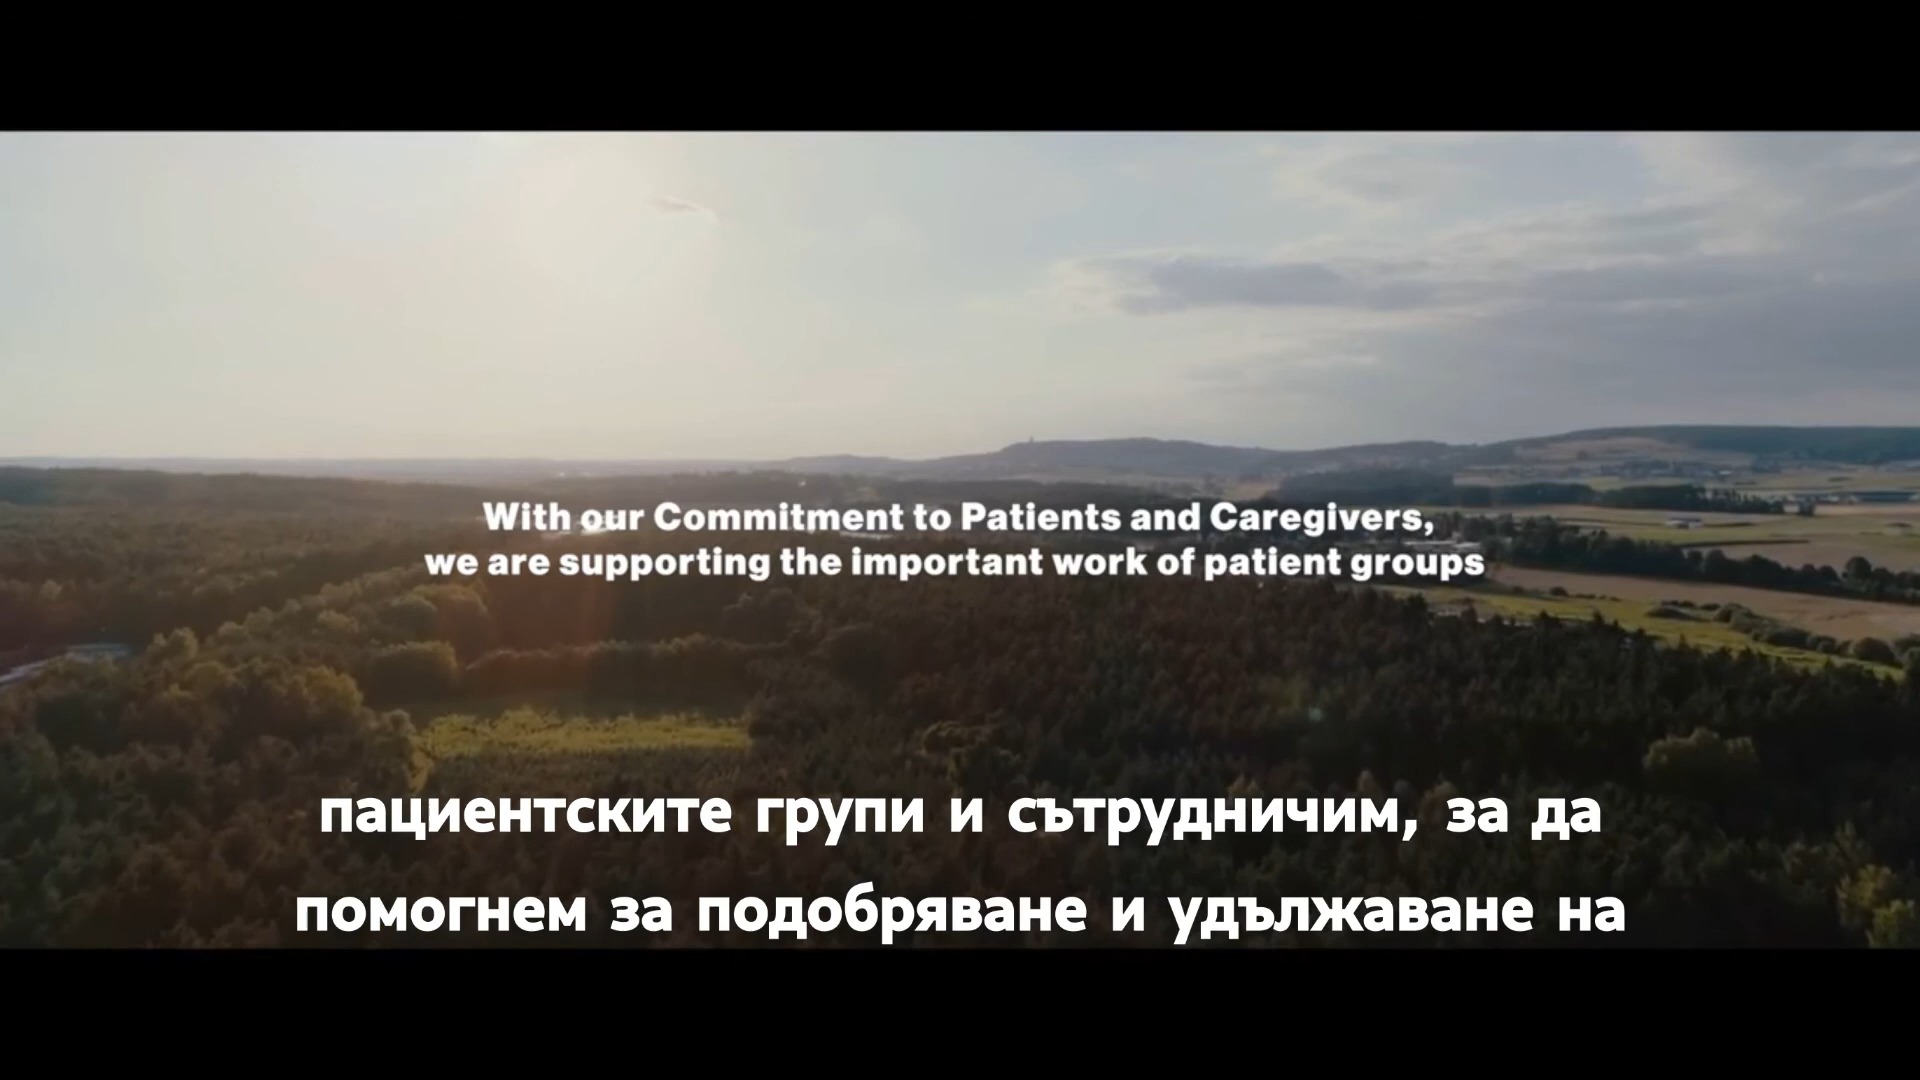 With our Commitment to Patients and Caregivers,
we are supporting the important work of patient groups
пациентските групи и сътрудничим, за да
помогнем за подобряване и удължаване на